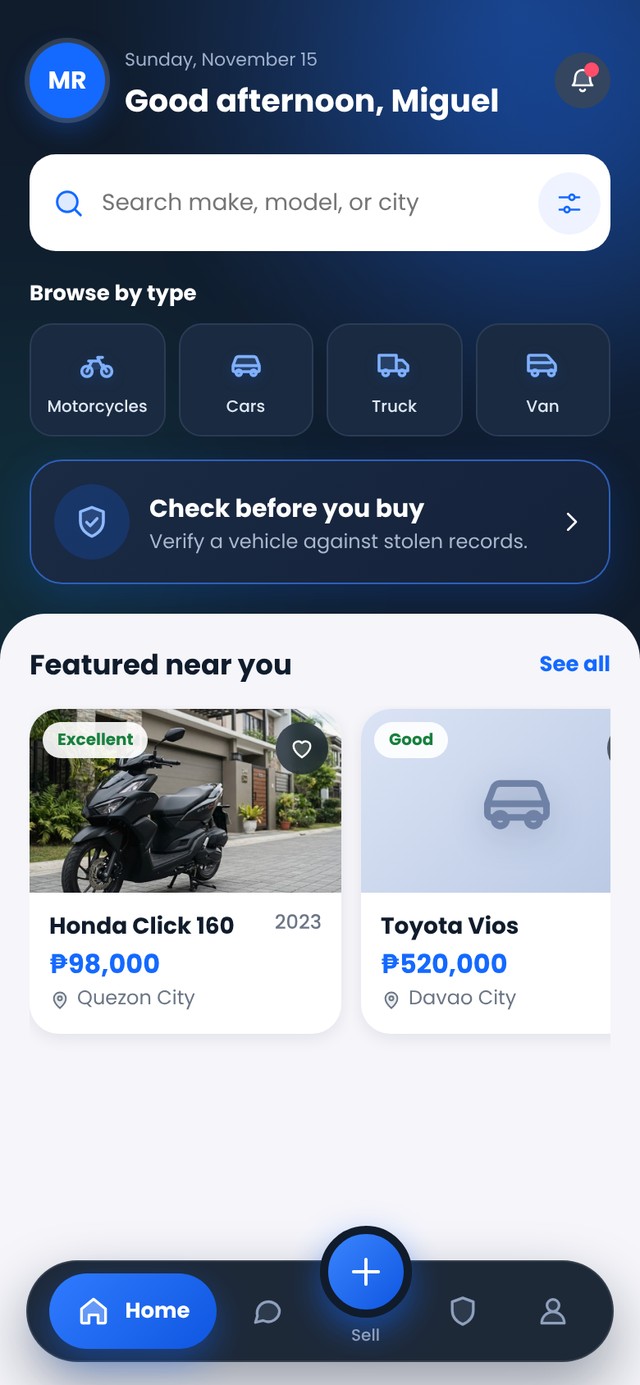 MR
Sunday, November 15
Good afternoon, Miguel
Search make, model, or city
Browse by type
Motorcycles
Cars
Truck
Van
Check before you buy
Verify a vehicle against stolen records.
Featured near you
See all
Excellent
Good
Honda Click 160
2023
₱98,000
Quezon City
Toyota Vios
₱520,000
Davao City
Home
Sell